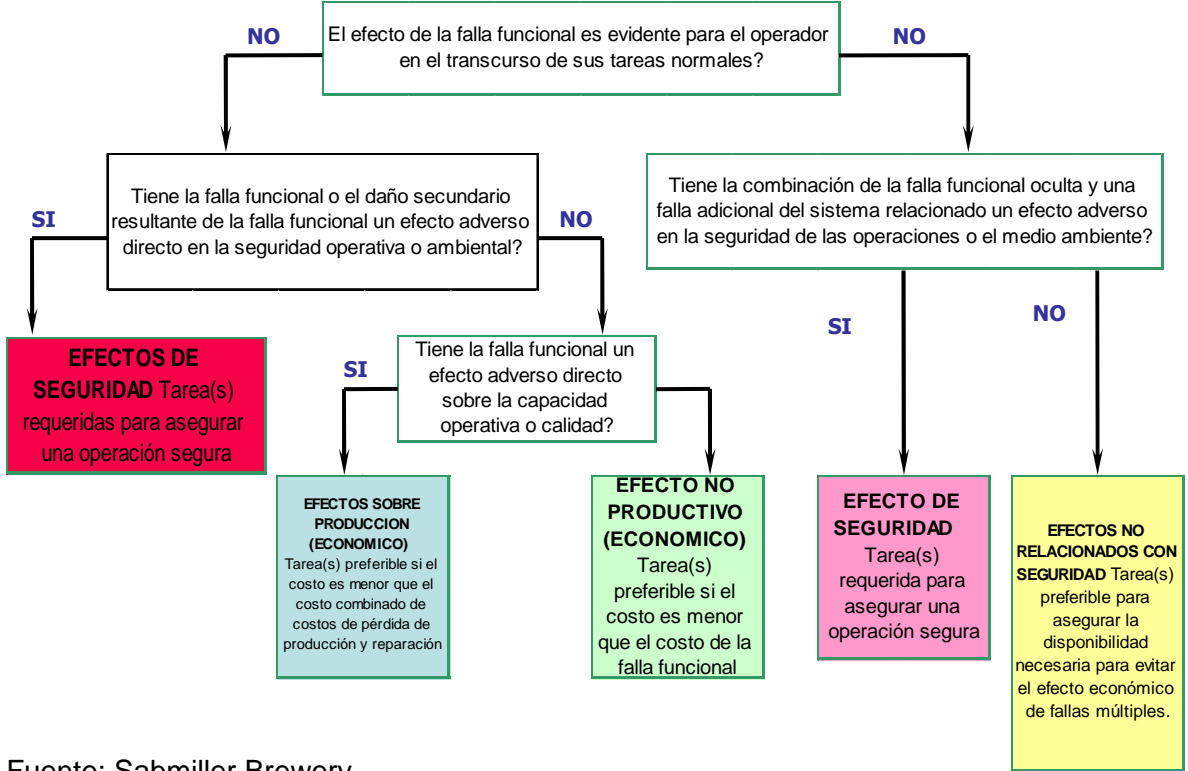 NO
El efecto de la falla funcional es evidente para el operador
en el transcurso de sus tareas normales?
NO
Tiene la falla funcional o el daño secundario
resultante de la falla funcional un efecto adverso
directo en la seguridad operativa o ambiental?
Tiene la combinación de la falla funcional oculta y una
falla adicional del sistema relacionado un efecto adverso
en la seguridad de las operaciones o el medio ambiente?
SI
NO
SI
NO
EFECTOS DE
SEGURIDAD Tarea(s)
requeridas para asegurar
una operación segura
SI
Tiene la falla funcional un
efecto adverso directo
sobre la capacidad
operativa o calidad?
EFECTOS SOBRE
PRODUCCION
(ECONOMICO)
Tarea(s) preferible si el
costo es menor que el
costo combinado de
costos de pérdida de
producción y reparación
EFECTO NO
PRODUCTIVO
(ECONOMICO)
Tarea(s)
preferible si el
costo es menor
que el costo de la
falla funcional
EFECTO DE
SEGURIDAD
Tarea(s)
requerida para
asegurar una
operación segura
EFECTOS NO
RELACIONADOS CON
SEGURIDAD Tarea(s)
preferible para
asegurar la
disponibilidad
necesaria para evitar
el efecto económico
de fallas múltiples.
Fuente: Sabmiller Brewery